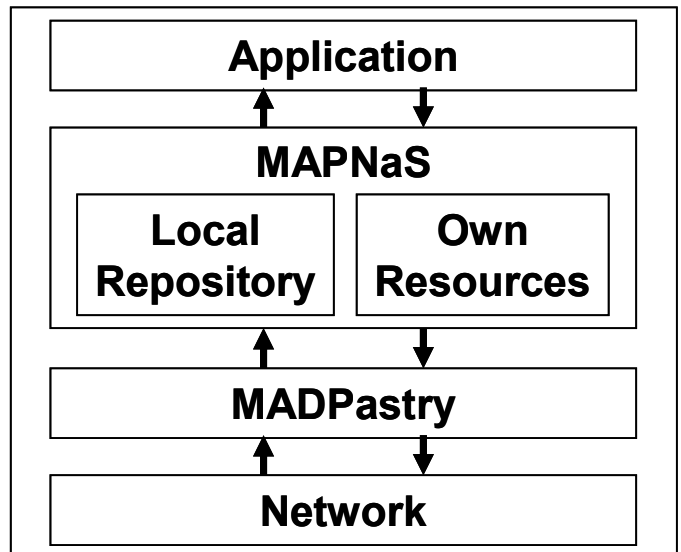 Application
MAPNaS
Local
Repository
Own
Resources
MADPastry
Network